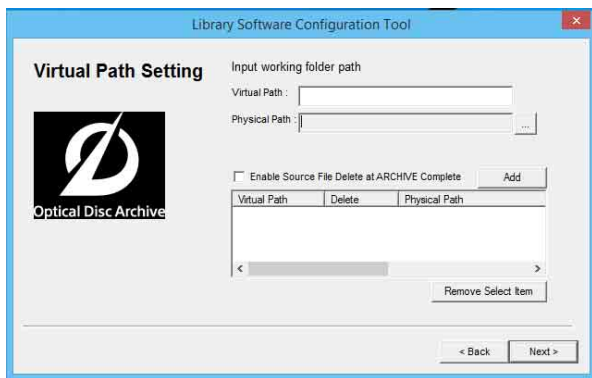 Library Software Configuration Tool
Virtual Path Setting
Input working folder path
Virtual Path :
Physical Path :
...
Enable Source File Delete at ARCHIVE Complete
Add
Virtual Path Delete Physical Path
Optical Disc Archive
Remove Select Item
< Back Next >